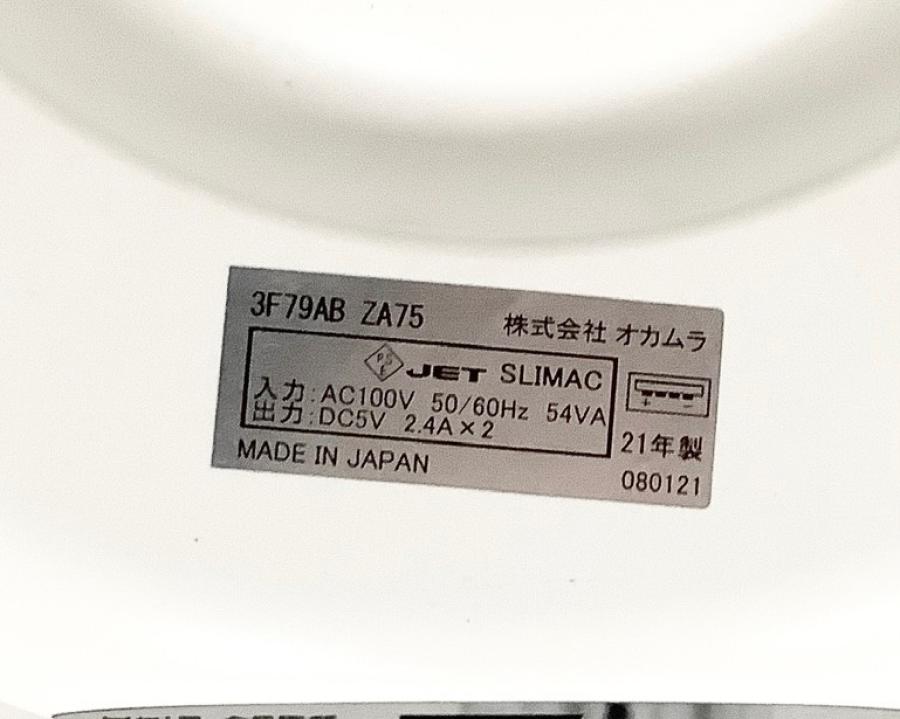 3F79AB ZA75
株式会社 オカムラ
PSE JET SLIMAC
入力:AC100V 50/60Hz 54VA
出力:DC5V 2.4A×2
+ −
21年製
MADE IN JAPAN
080121